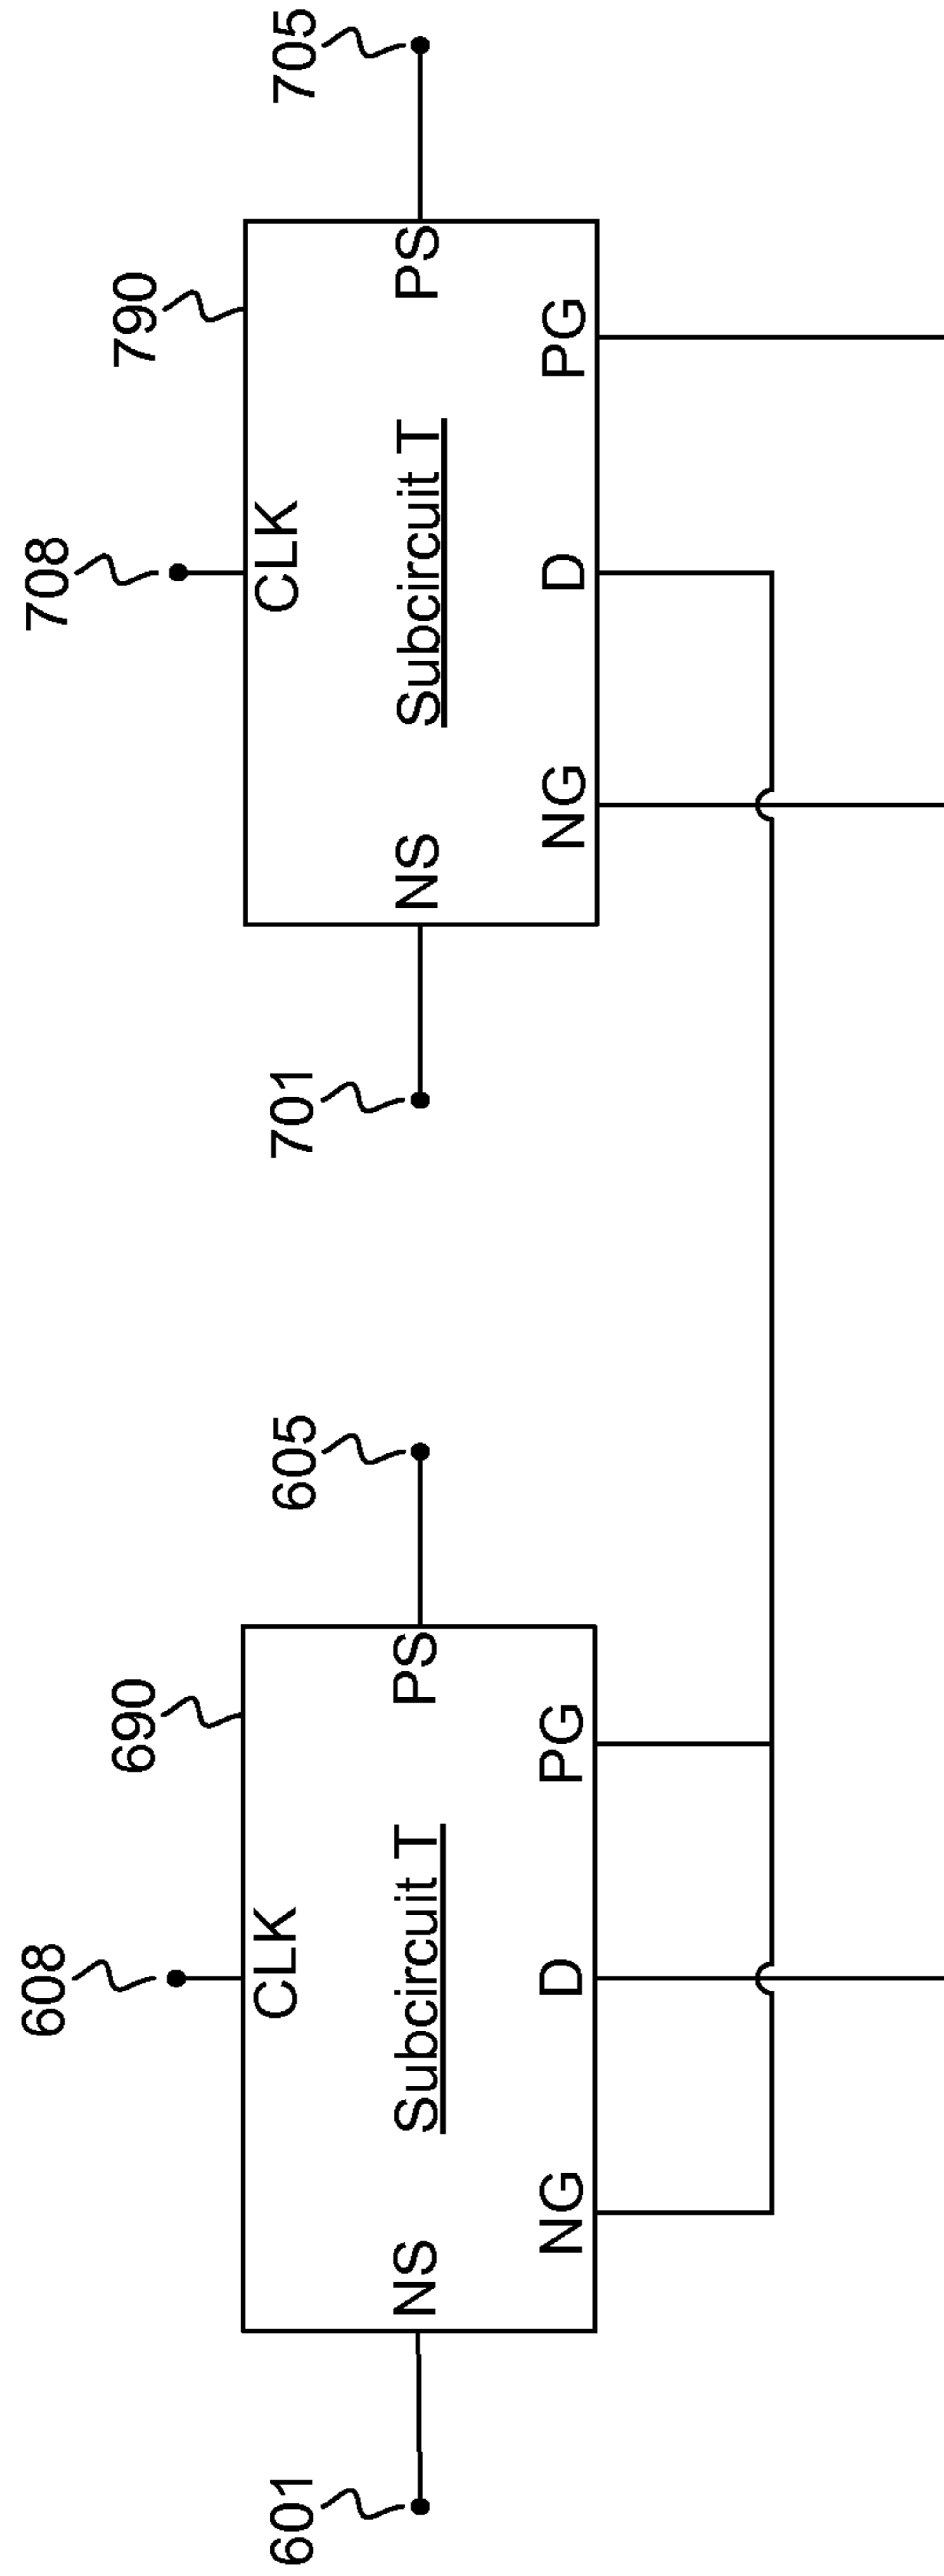 608
708
690
790
CLK
CLK
601
605
701
705
NS
Subcircuit T
PS
NS
Subcircuit T
PS
NG
D
PG
NG
D
PG